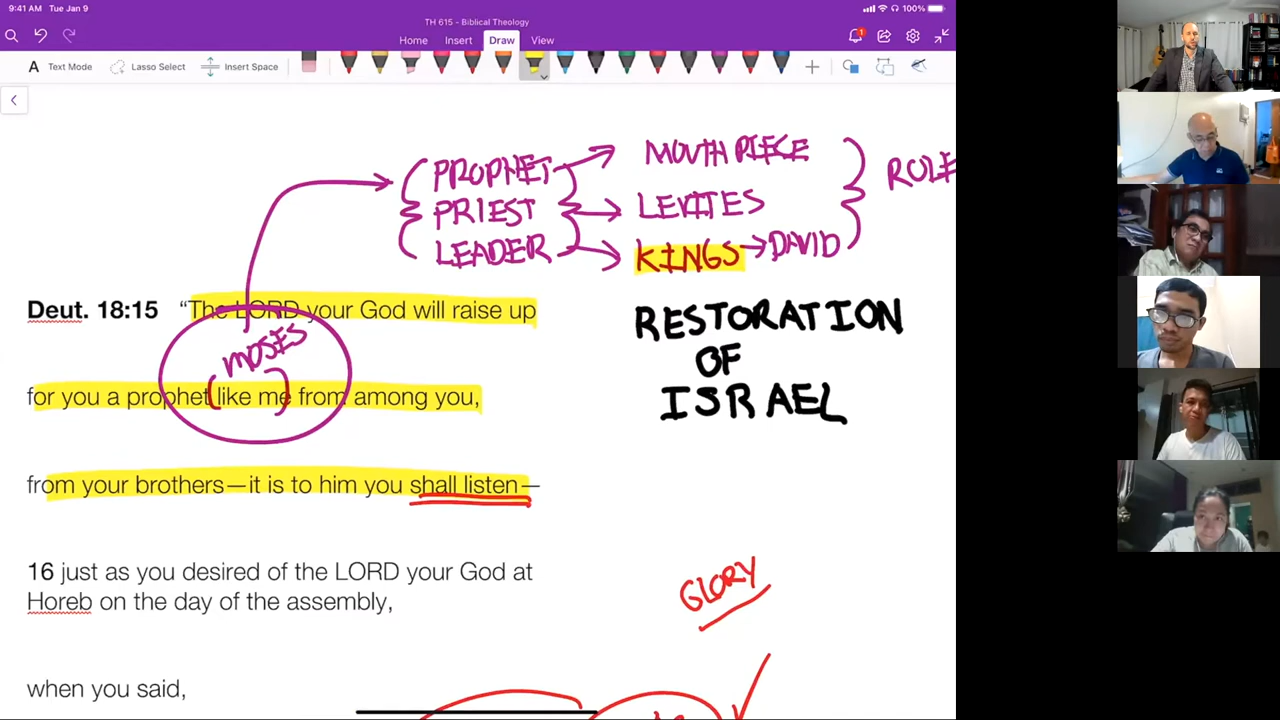 9:41 AM Tue Jan 9
100%
TH 615 - Biblical Theology
Home Insert Draw View
1
A Text Mode Lasso Select Insert Space
PROPHET MOUTH PIECE
PRIEST LEVITES
LEADER KINGS DAVID
ROLE
Deut. 18:15 “The LORD your God will raise up
MOSES
for you a prophet (like me) from among you,
from your brothers—it is to him you shall listen—
RESTORATION
OF
ISRAEL
16 just as you desired of the LORD your God at
Horeb on the day of the assembly,
GLORY
when you said,